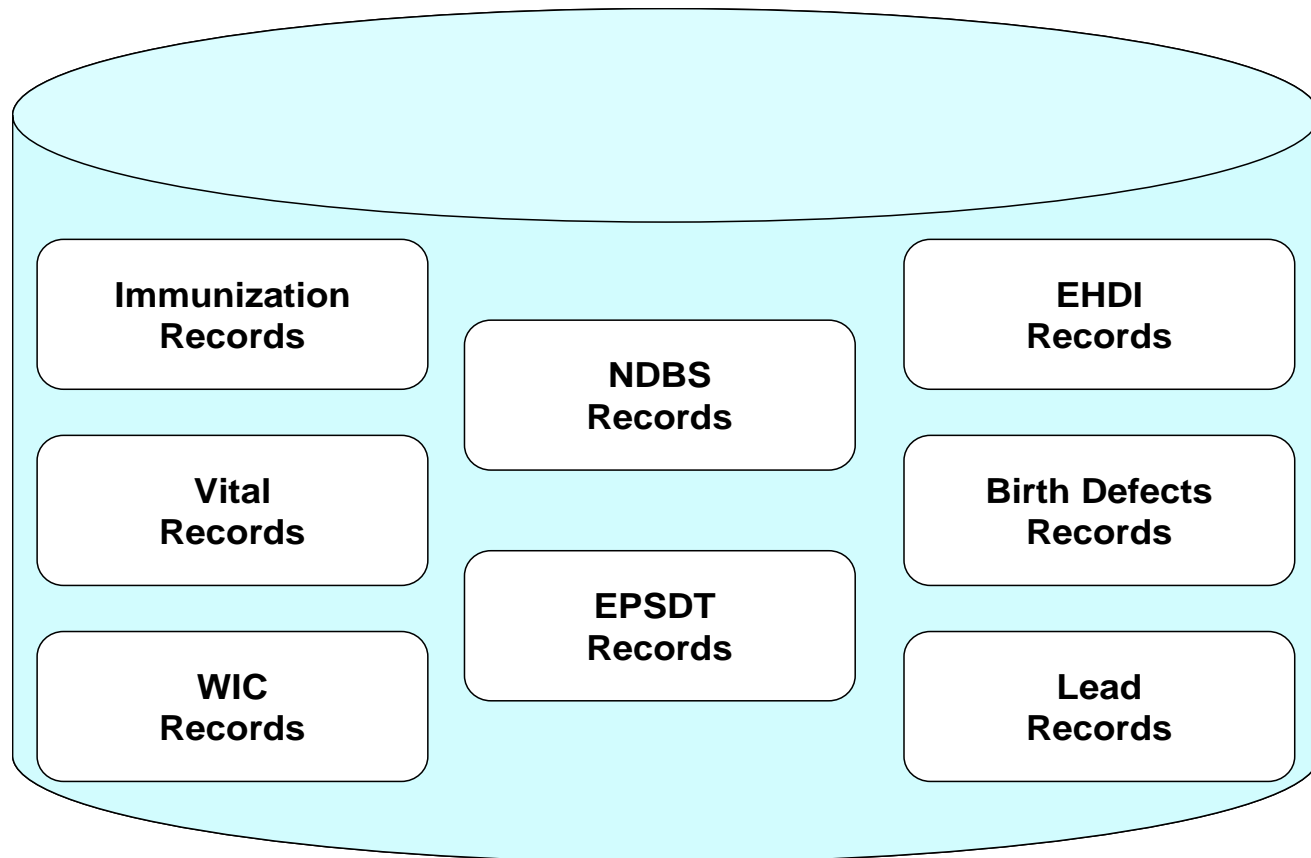 Immunization
Records
Vital
Records
WIC
Records
NDBS
Records
EPSDT
Records
EHDI
Records
Birth Defects
Records
Lead
Records